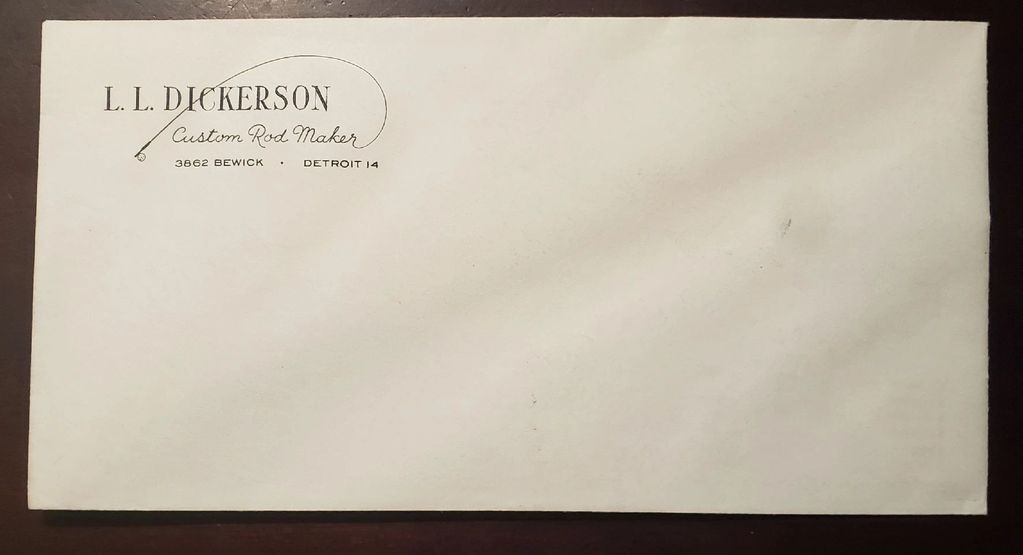 L. L. DICKERSON
Custom Rod Maker
3862 BEWICK • DETROIT 14